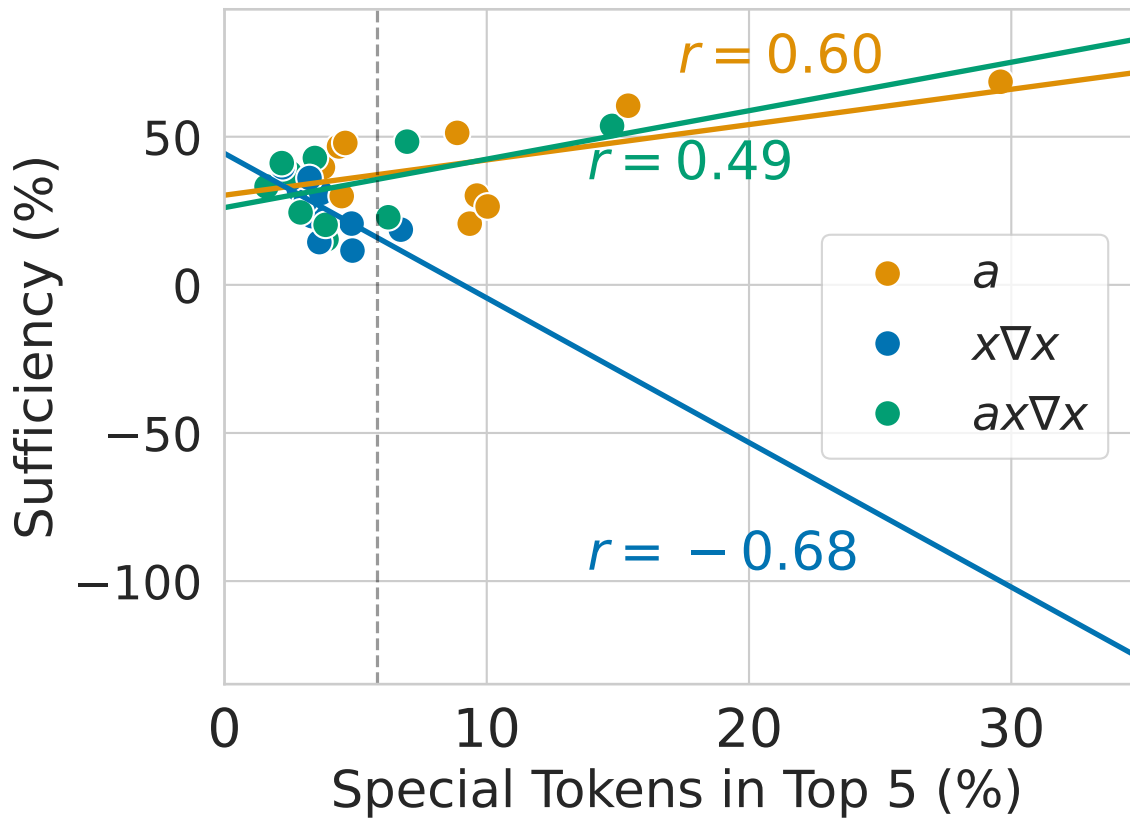 r = 0.60
50
r = 0.49
0
a
x∇x
ax∇x
−50
r = −0.68
−100
0 10 20 30
Special Tokens in Top 5 (%)
Sufficiency (%)